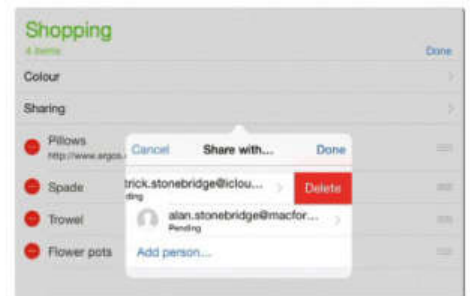 Shopping
4 items
Done
Colour
Sharing
Pillows
http://www.argos.
Cancel Share with... Done
Spade
trick.stonebridge@iclou...
ding
Delete
Trowel
alan.stonebridge@macfor...
Pending
Flower pots
Add person...